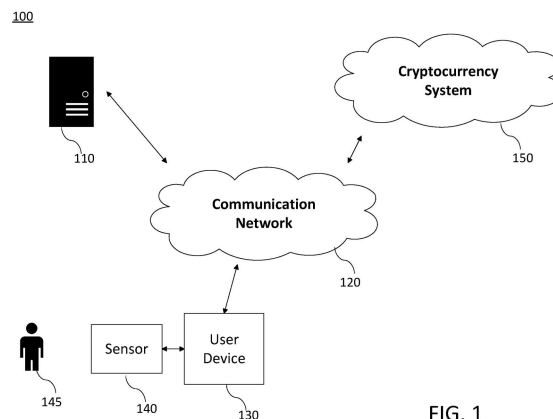 100
110
Cryptocurrency
System
150
Communication
Network
120
Sensor
User
Device
145
140
130
FIG. 1